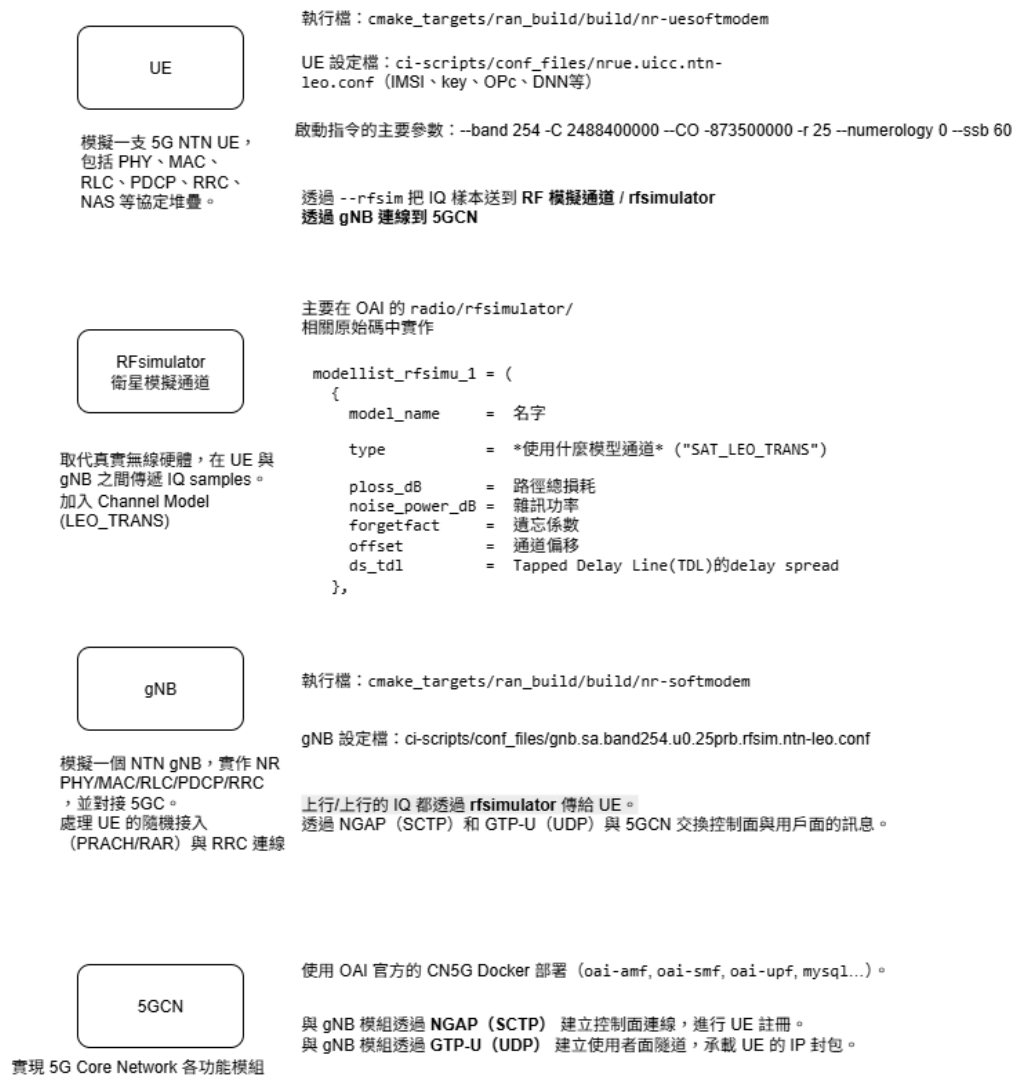 執行檔：cmake_targets/ran_build/build/nr-uesoftmodem
UE
UE 設定檔：ci-scripts/conf_files/nrue.uicc.ntn-
leo.conf（IMSI、key、OPc、DNN等）
啟動指令的主要參數：--band 254 -C 2488400000 --CO -873500000 -r 25 --numerology 0 --ssb 60
模擬一支 5G NTN UE，
包括 PHY、MAC、
RLC、PDCP、RRC、
NAS 等協定堆疊。
透過 --rfsim 把 IQ 樣本送到 RF 模擬通道 / rfsimulator
透過 gNB 連線到 5GCN
主要在 OAI 的 radio/rfsimulator/
相關原始碼中實作
RFsimulator
衛星模擬通道
modellist_rfsimu_1 = (
{
model_name = 名字
type = *使用什麼模型通道* ("SAT_LEO_TRANS")
ploss_dB = 路徑總損耗
noise_power_dB = 雜訊功率
forgetfact = 遺忘係數
offset = 通道偏移
ds_tdl = Tapped Delay Line(TDL)的delay spread
},
取代真實無線硬體，在 UE 與
gNB 之間傳遞 IQ samples。
加入 Channel Model
(LEO_TRANS)
gNB
執行檔：cmake_targets/ran_build/build/nr-softmodem
gNB 設定檔：ci-scripts/conf_files/gnb.sa.band254.u0.25prb.rfsim.ntn-leo.conf
模擬一個 NTN gNB，實作 NR
PHY/MAC/RLC/PDCP/RRC
，並對接 5GC。
處理 UE 的隨機接入
（PRACH/RAR）與 RRC 連線
上行/上行的 IQ 都透過 rfsimulator 傳給 UE。
透過 NGAP（SCTP）和 GTP-U（UDP）與 5GCN 交換控制面與用戶面的訊息。
5GCN
使用 OAI 官方的 CN5G Docker 部署（oai-amf, oai-smf, oai-upf, mysql…）。
與 gNB 模組透過 NGAP（SCTP） 建立控制面連線，進行 UE 註冊。
與 gNB 模組透過 GTP-U（UDP） 建立使用者面隧道，承載 UE 的 IP 封包。
實現 5G Core Network 各功能模組